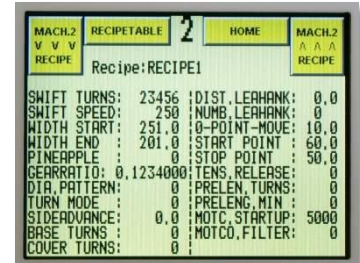 MACH.2 RECIPETABLE 2 HOME MACH.2
V V V Λ Λ Λ
RECIPE RECIPE
Recipe:RECIPE1
SWIFT TURNS: 23456 DIST,LEAHANK: 0,0
SWIFT SPEED: 250 NUMB,LEAHANK: 0
WIDTH START: 251,0 0-POINT-MOVE: 10,0
WIDTH END : 201,0 START POINT : 60,0
PINEAPPLE : 0 STOP POINT : 50,0
GEARRATIO: 0,1234000 TENS,RELEASE: 0
DIA,PATTERN: 0 PRELEN,TURNS: 0
TURN MODE : 0 PRELENG,MIN : 0
SIDEADVANCE: 0,0 MOTC,STARTUP: 5000
BASE TURNS : 0 MOTCO,FILTER: 0
COVER TURNS: 0